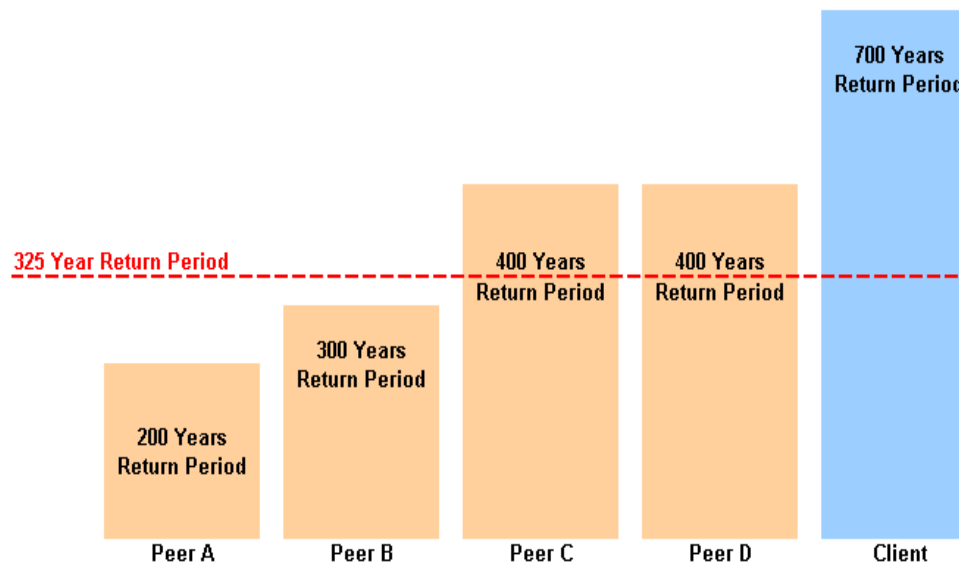 700 Years
Return Period
325 Year Return Period
400 Years
Return Period
400 Years
Return Period
300 Years
Return Period
200 Years
Return Period
Peer A
Peer B
Peer C
Peer D
Client